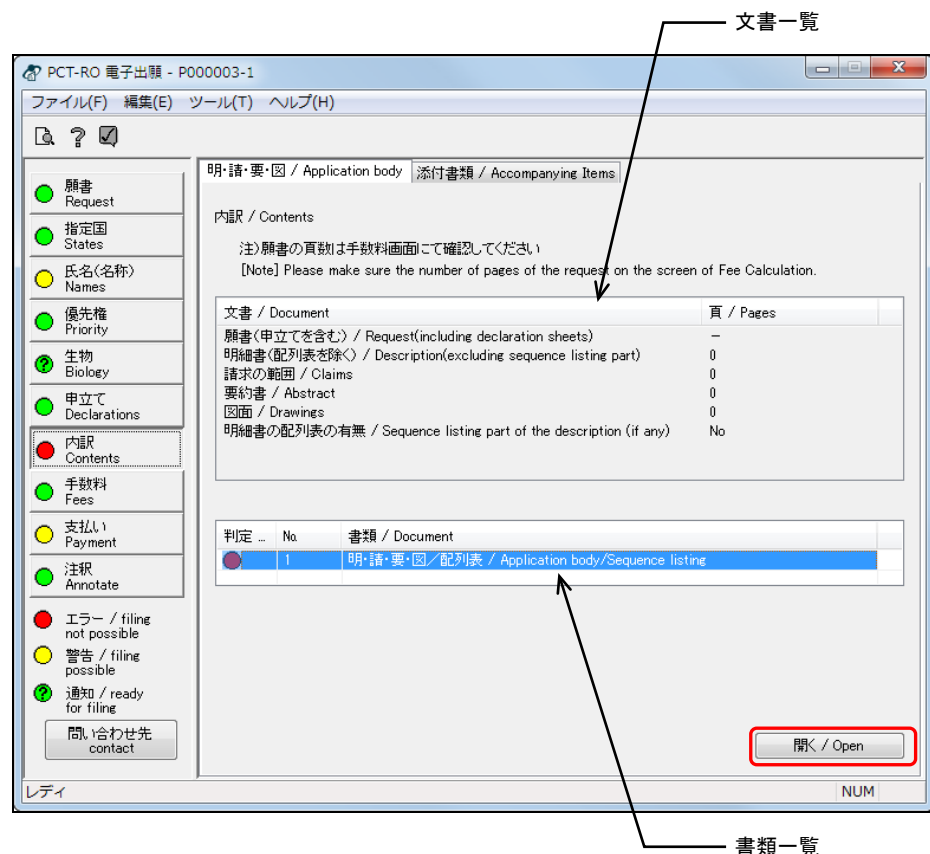 文書一覧
PCT-RO 電子出願 - P000003-1
ファイル(F) 編集(E) ツール(T) ヘルプ(H)
明・請・要・図 / Application body 添付書類 / Accompanying Items
願書
Request
指定国
States
氏名(名称)
Names
優先権
Priority
生物
Biology
申立て
Declarations
内訳
Contents
手数料
Fees
支払い
Payment
注釈
Annotate
エラー / filing
not possible
警告 / filing
possible
通知 / ready
for filing
問い合わせ先
contact
内訳 / Contents
注)願書の頁数は手数料画面にて確認してください
[Note] Please make sure the number of pages of the request on the screen of Fee Calculation.
文書 / Document 頁 / Pages
願書(申立てを含む) / Request(including declaration sheets) –
明細書(配列表を除く) / Description(excluding sequence listing part) 0
請求の範囲 / Claims 0
要約書 / Abstract 0
図面 / Drawings 0
明細書の配列表の有無 / Sequence listing part of the description (if any) No
判定 ... No. 書類 / Document
1 明・請・要・図/配列表 / Application body/Sequence listing
開く / Open
レディ NUM
書類一覧